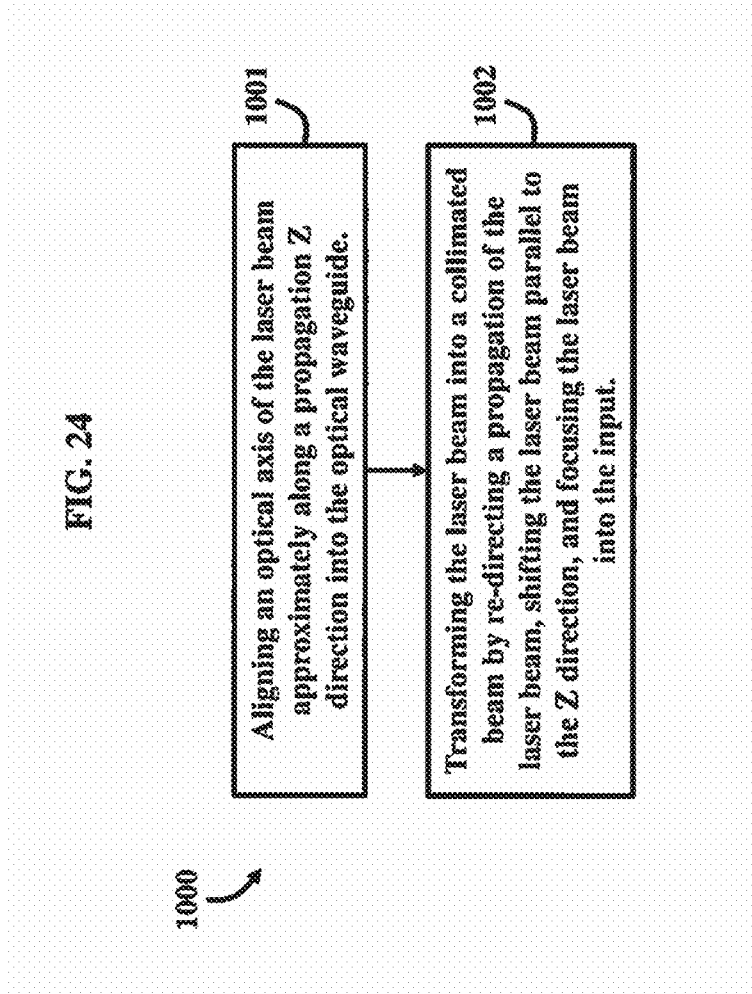 FIG. 24
1000
1001
Aligning an optical axis of the laser beam
approximately along a propagation Z
direction into the optical waveguide.
1002
Transforming the laser beam into a collimated
beam by re-directing a propagation of the
laser beam, shifting the laser beam parallel to
the Z direction, and focusing the laser beam
into the input.